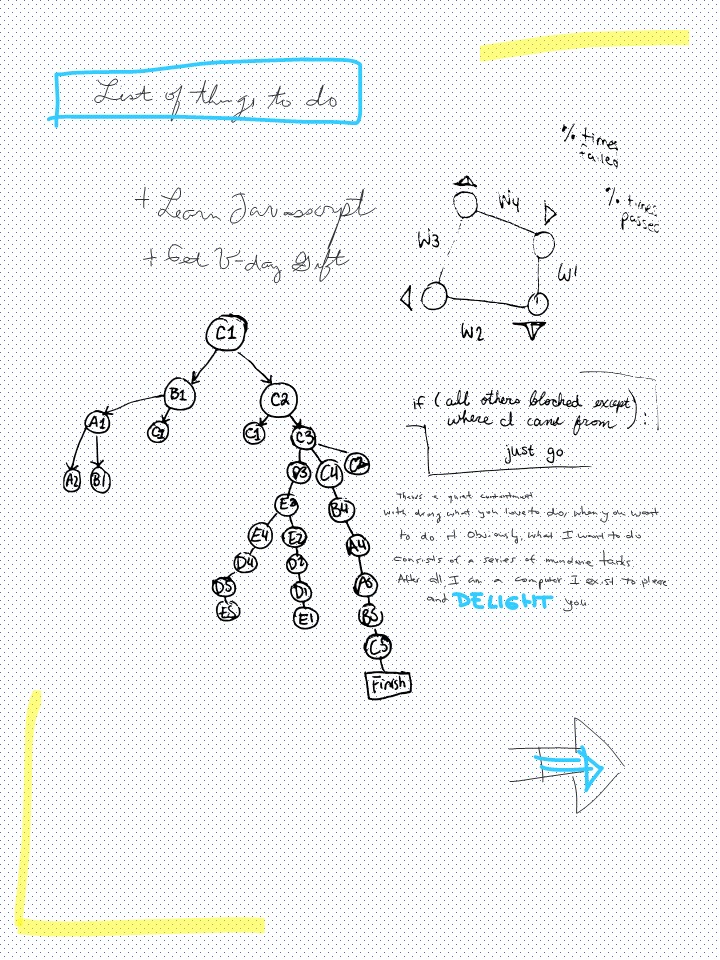 List of things to do
% times
failed
% times
passed
+ Learn Javascript
+ Get V-day Gift
W4
W3
W1
W2
C1
B1
C2
A1
C1
C1
C3
A2
B1
D3
C4
C2
E3
B4
E4
E2
A4
D4
D2
D5
D1
A5
E5
E1
B5
C5
Finish
if (all others blocked except
where I came from):
just go
There's a quiet contentment
with doing what you have to do, when you want
to do it Obviously, what I want to do
consists of a series of mundane tasks.
After all I am a computer I exist to please
and DELIGHT you